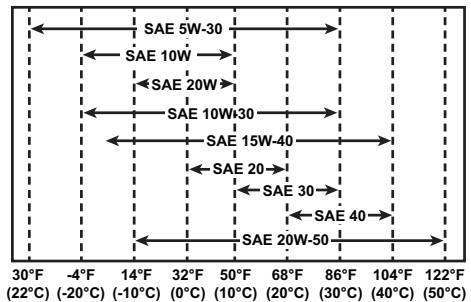 SAE 5W-30
SAE 10W
SAE 20W
SAE 10W-30
SAE 15W-40
SAE 20
SAE 30
SAE 40
SAE 20W-50
30°F -4°F 14°F 32°F 50°F 68°F 86°F 104°F 122°F
(22°C) (-20°C) (-10°C) (0°C) (10°C) (20°C) (30°C) (40°C) (50°C)